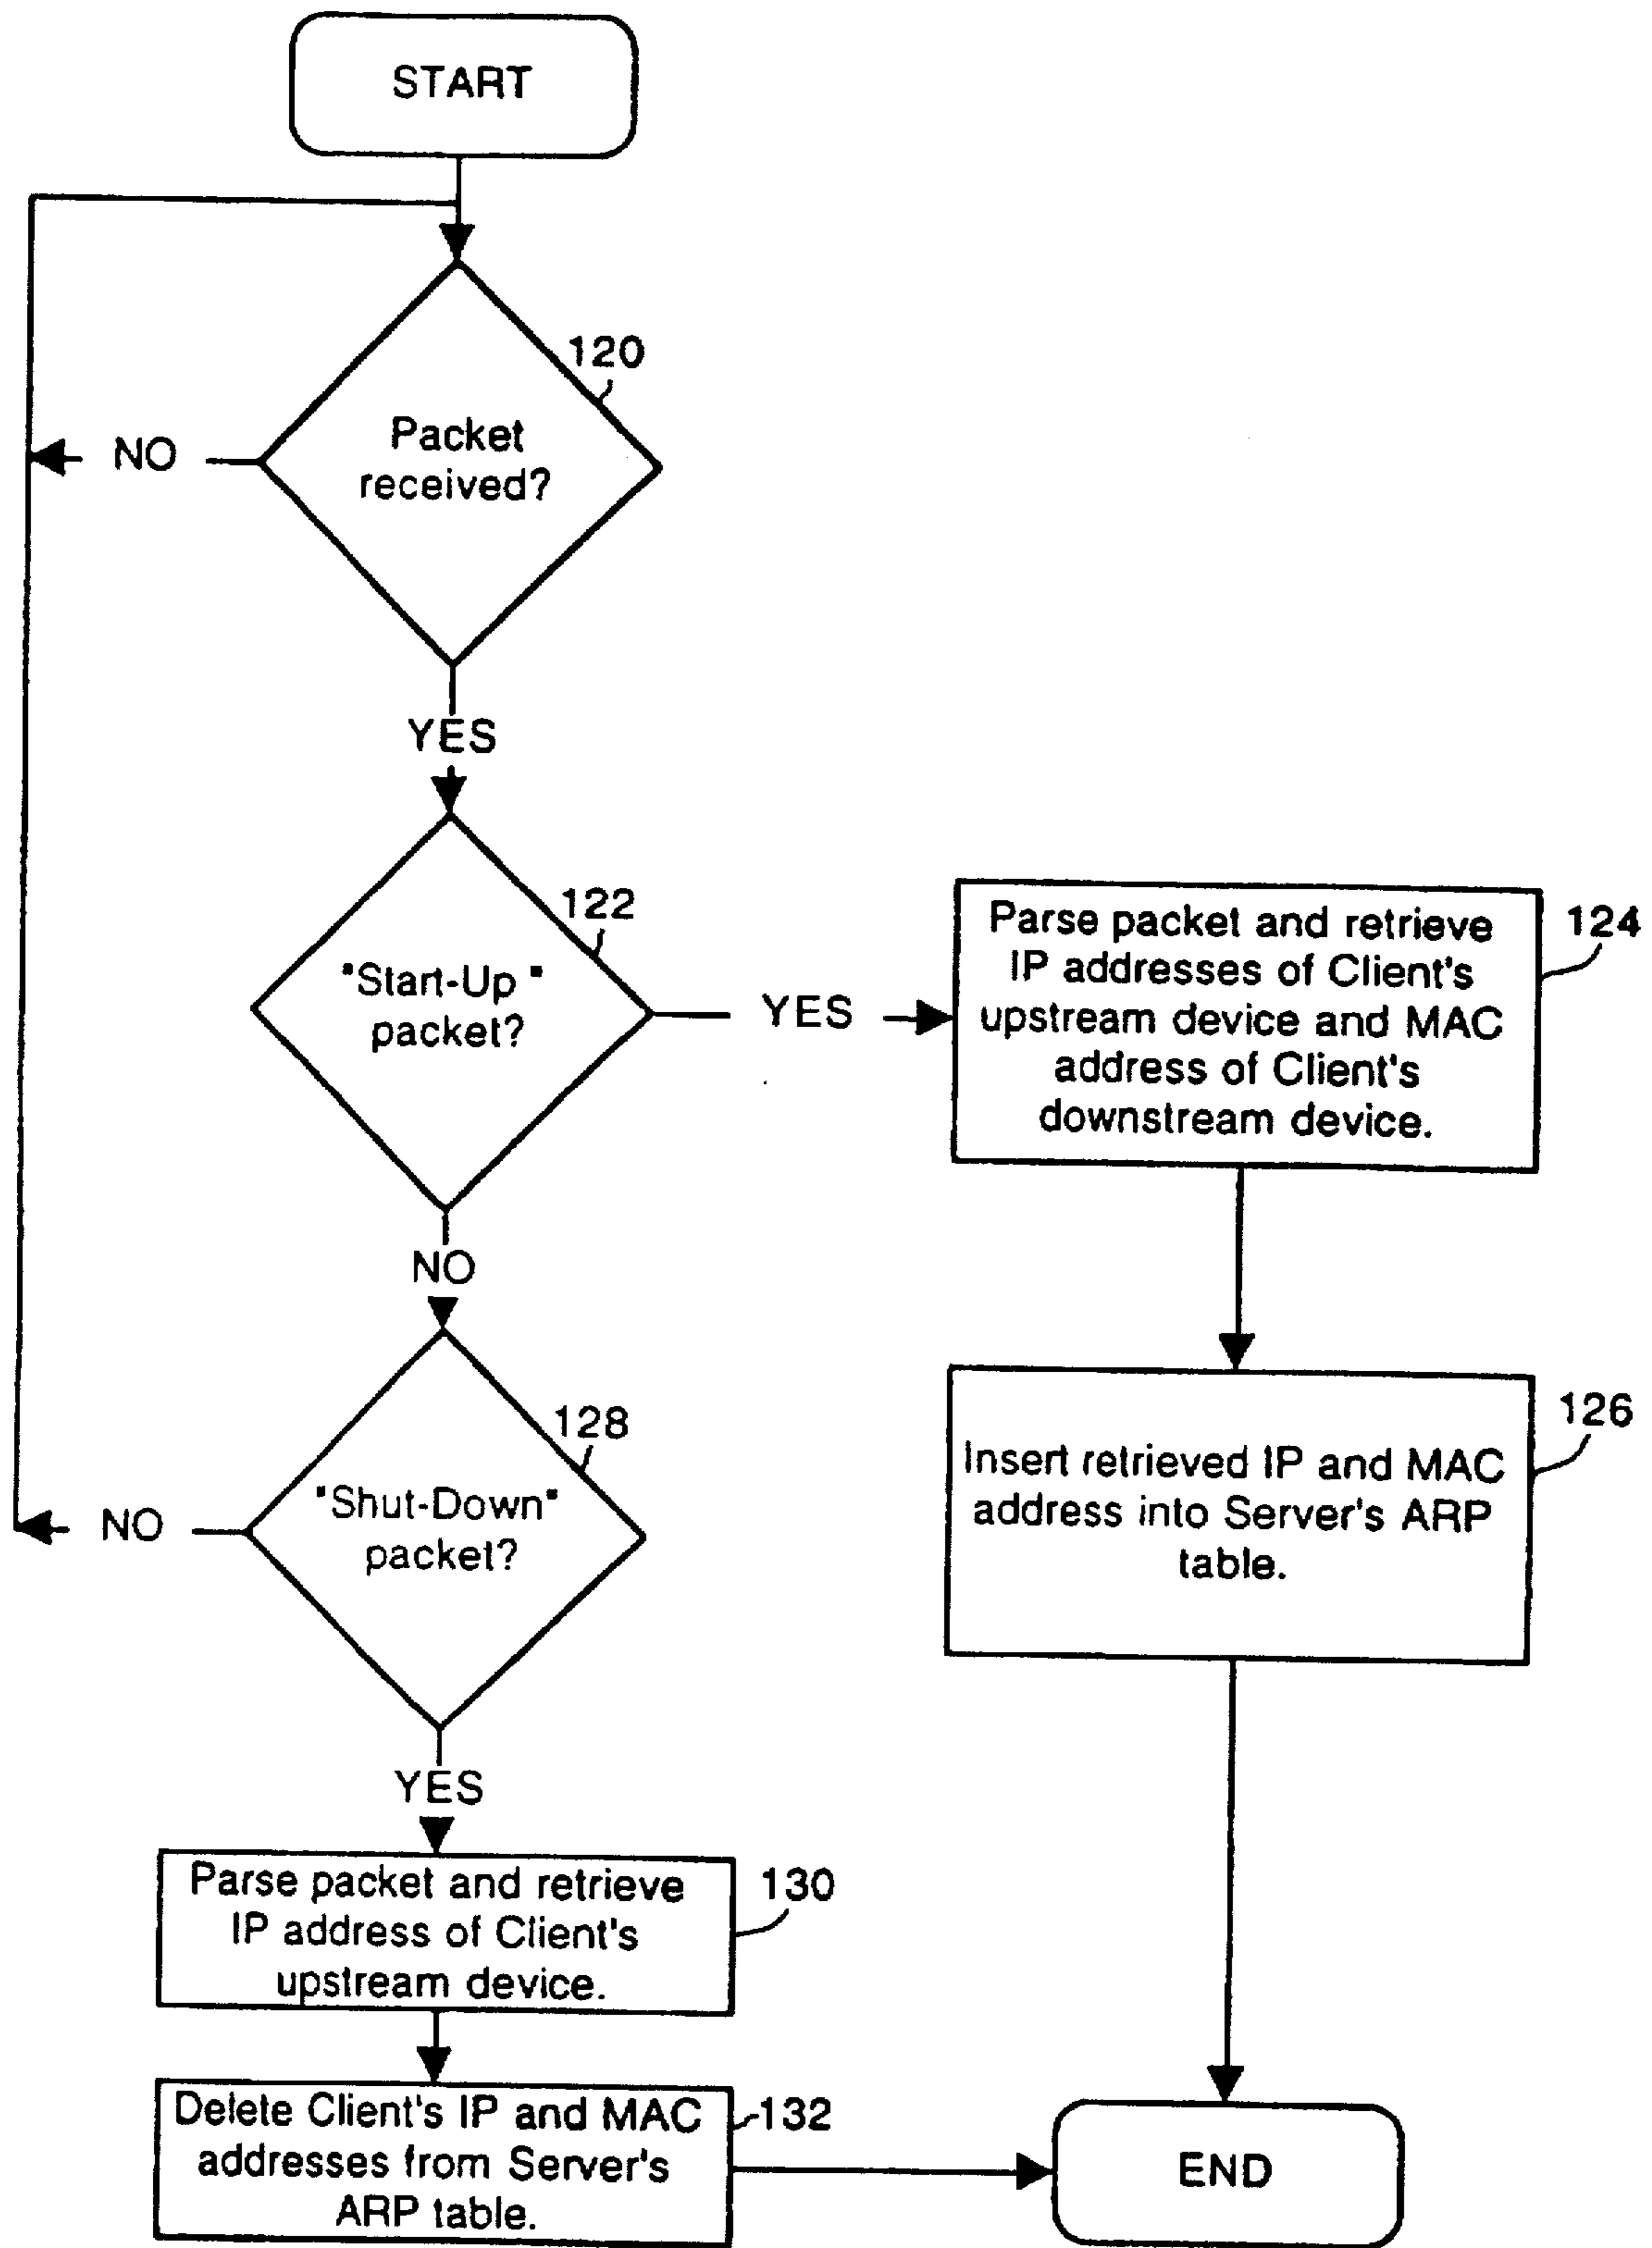 START
120
Packet
received?
NO
YES
122
"Start-Up "
packet?
YES
Parse packet and retrieve
IP addresses of Client's
upstream device and MAC
address of Client's
downstream device.
124
NO
128
"Shut-Down"
packet?
NO
Insert retrieved IP and MAC
address into Server's ARP
table.
126
YES
Parse packet and retrieve
IP address of Client's
upstream device.
130
Delete Client's IP and MAC
addresses from Server's
ARP table.
132
END